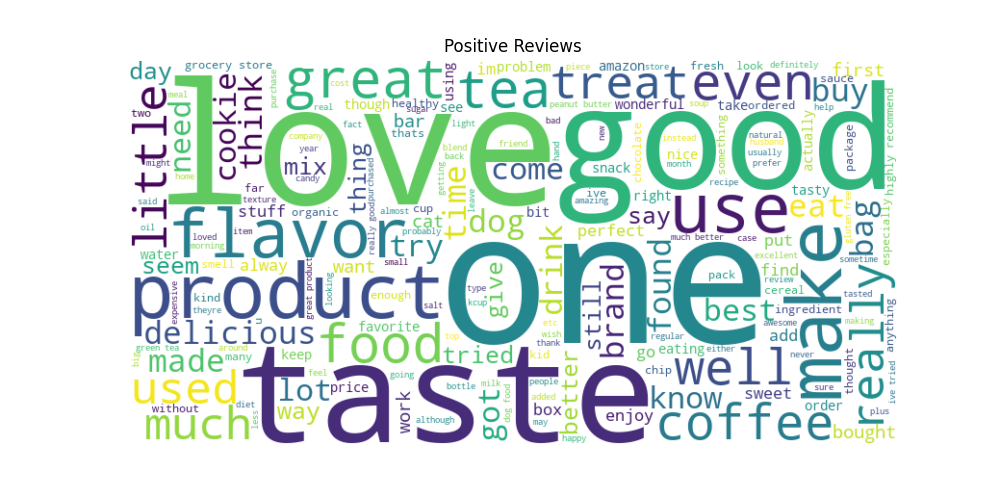 Positive Reviews
day
grocery store
great
using
im
problem
amazon
store
fresh
look
definitely
first
purchase
cost
piece
sauce
meal
two
little
need
cookie
think
though
healthy
sugar
see
tea
treat
even
buy
peanut butter
wonderful
take
ordered
soup
help
real
fact
thats
bar
light
bad
new
love
good
company
year
mix
candy
blend
back
friend
hand
come
snack
chocolate
instead
nice
month
something
natural
husband
usually
prefer
actually
package
highly recommend
might
home
said
oil
far
texture
stuff
organic
thing
purchased
really good
almost
cup
cat
getting
time
leave
dog
bit
ive
amazing
perfect
right
say
recipe
use
tasty
eat
gluten free
bag
especially
flavor
loved
morning
item
try
probably
water
seem
smell
alway
want
small
drink
much better
case
put
excellent
find
review
sometime
product
expensive
kind
theyre
great product
looking
enough
salt
type
kcup
give
one
still
brand
found
pack
best
cereal
ingredient
awesome
make
tasted
making
really
anything
delicious
u
favorite
food
top
etc
wish
thank
regular
add
green tea
around
big
made
many
keep
feel
tried
kid
go
eating
either
never
thought
ive tried
used
lot
price
going
bottle
milk
people
taste
chip
well
sure
without
diet
less
way
work
although
got
dog food
added
may
box
better
happy
enjoy
know
sweet
order
plus
much
coffee
bought